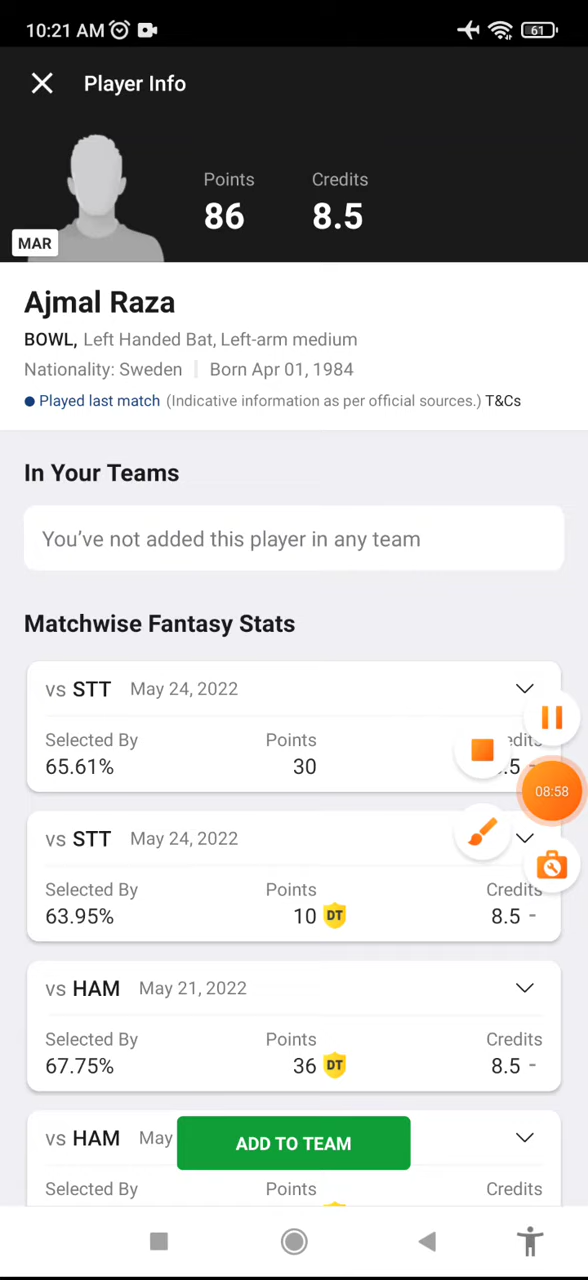 10:21 AM
61
Player Info
Points
Credits
86
8.5
MAR
Ajmal Raza
BOWL, Left Handed Bat, Left-arm medium
Nationality: Sweden | Born Apr 01, 1984
Played last match (Indicative information as per official sources.) T&Cs
In Your Teams
You've not added this player in any team
Matchwise Fantasy Stats
vs STT May 24, 2022
Selected By Points
65.61% 30 .5 -
08:58
vs STT May 24, 2022
Selected By Points Credits
63.95% 10 DT 8.5 -
vs HAM May 21, 2022
Selected By Points Credits
67.75% 36 DT 8.5 -
vs HAM May
ADD TO TEAM
Selected By Points Credits